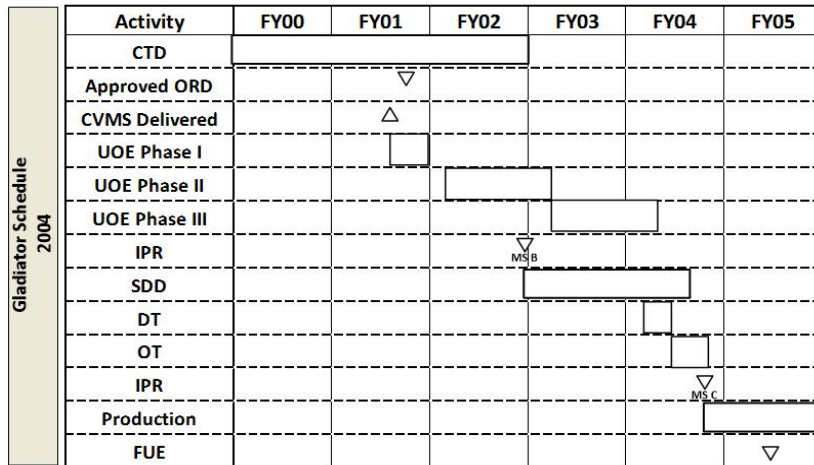 Gladiator Schedule
2004
Activity FY00 FY01 FY02 FY03 FY04 FY05
CTD
Approved ORD
CVMS Delivered
UOE Phase I
UOE Phase II
UOE Phase III
IPR
MS B
SDD
DT
OT
IPR
MS C
Production
FUE